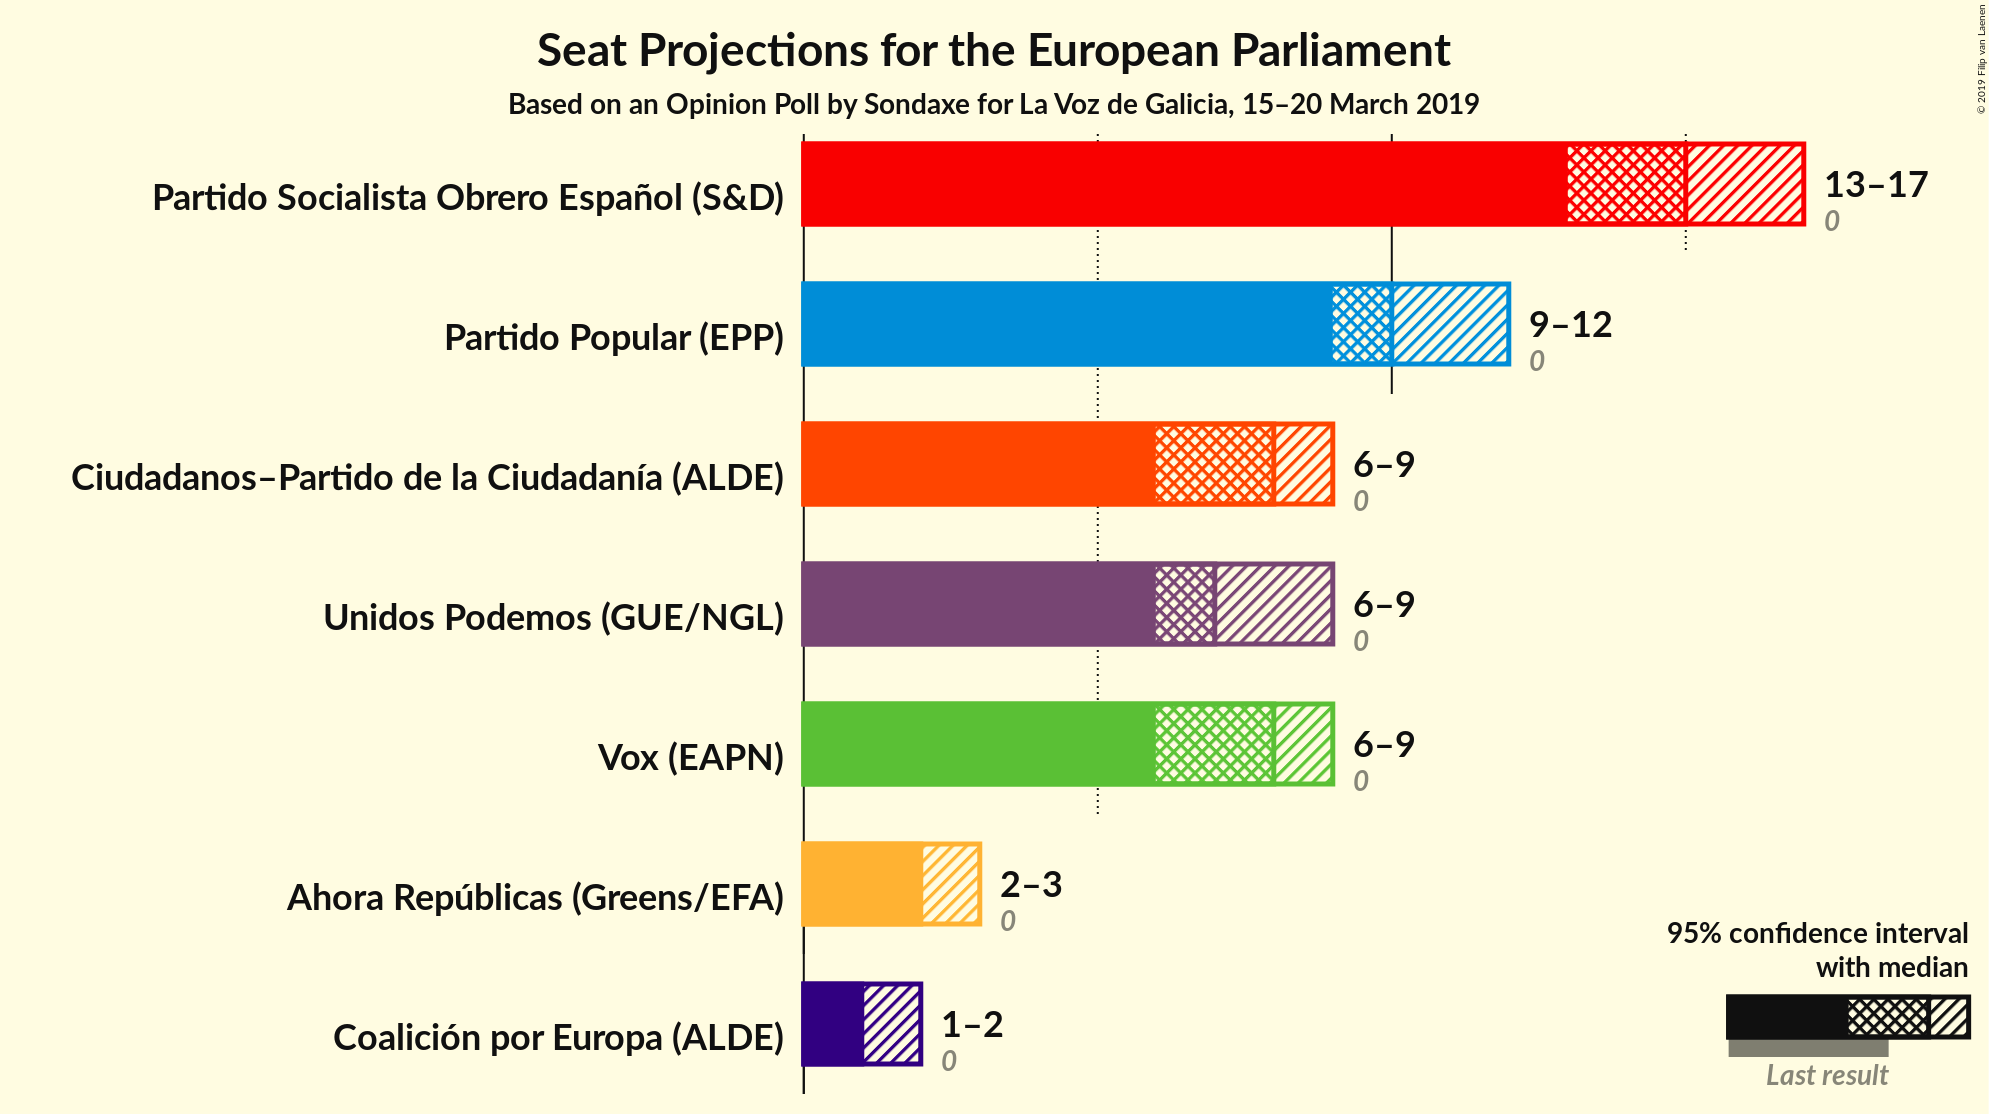 Seat Projections for the European Parliament
Based on an Opinion Poll by Sondaxe for La Voz de Galicia, 15–20 March 2019
© 2019 Filip van Laenen
Partido Socialista Obrero Español (S&D)
13–17
0
Partido Popular (EPP)
9–12
0
Ciudadanos–Partido de la Ciudadanía (ALDE)
6–9
0
Unidos Podemos (GUE/NGL)
6–9
0
Vox (EAPN)
6–9
0
Ahora Repúblicas (Greens/EFA)
2–3
0
Coalición por Europa (ALDE)
1–2
0
95% confidence interval
with median
Last result